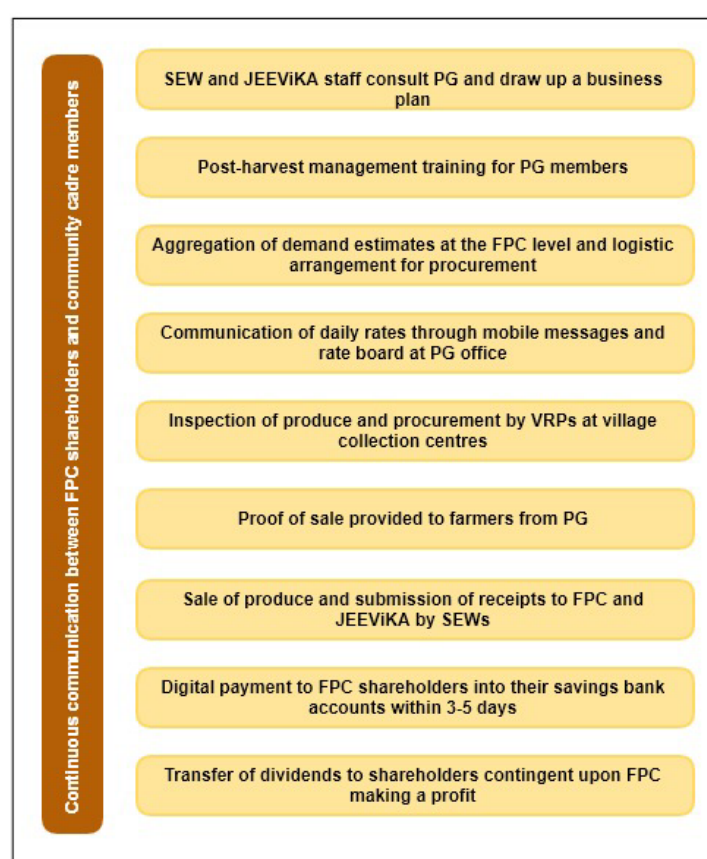 Continuous communication between FPC shareholders and community cadre members
SEW and JEEViKA staff consult PG and draw up a business
plan
Post-harvest management training for PG members
Aggregation of demand estimates at the FPC level and logistic
arrangement for procurement
Communication of daily rates through mobile messages and
rate board at PG office
Inspection of produce and procurement by VRPs at village
collection centres
Proof of sale provided to farmers from PG
Sale of produce and submission of receipts to FPC and
JEEViKA by SEWs
Digital payment to FPC shareholders into their savings bank
accounts within 3-5 days
Transfer of dividends to shareholders contingent upon FPC
making a profit